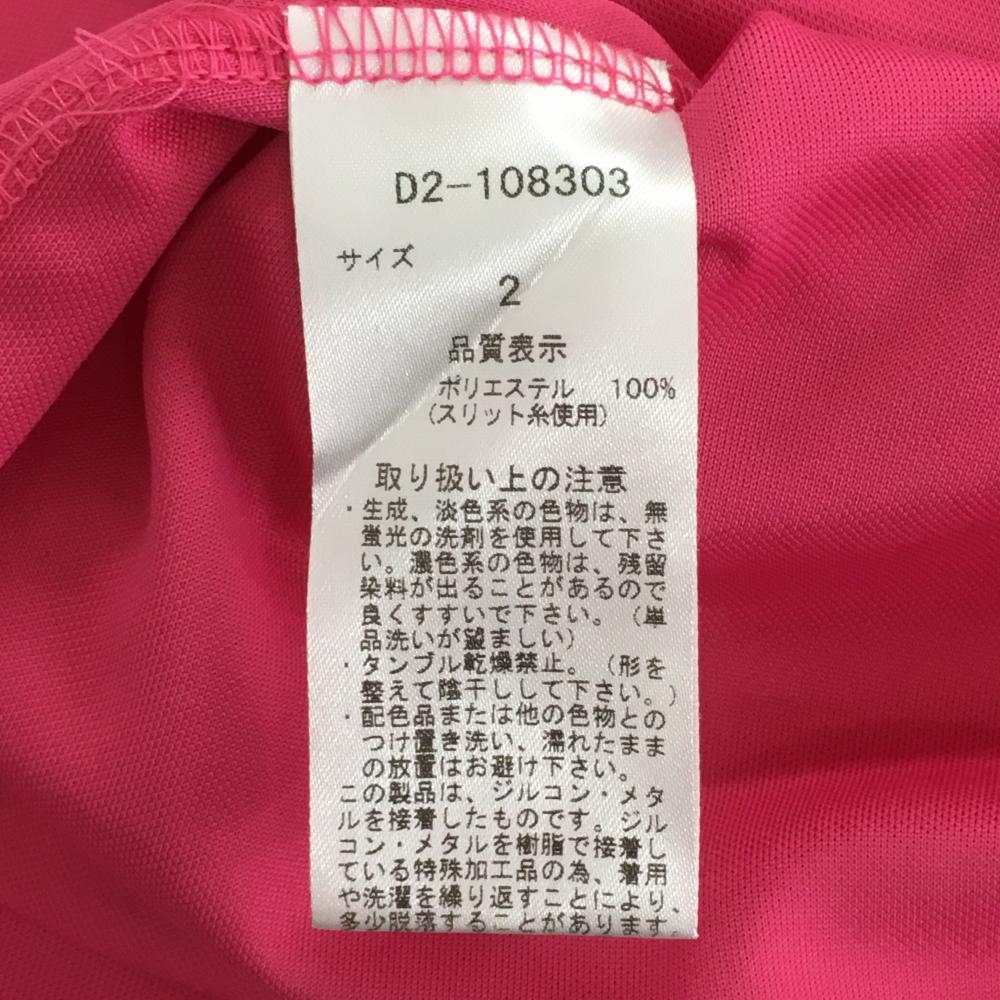 D2-108303
サイズ
2
品質表示
ポリエステル 100%
(スリット糸使用)
取り扱い上の注意
・生成、淡色系の色物は、無
蛍光の洗剤を使用して下さ
い。濃色系の色物は、残留
染料が出ることがあるので
良くすすいで下さい。(単
品洗いが望ましい)
・タンブル乾燥禁止。(形を
整えて陰干しして下さい。)
・配色品または他の色物との
つけ置き洗い、濡れたまま
の放置はお避け下さい。
この製品は、ジルコン・メタ
ルを接着したものです。ジル
コン・メタルを樹脂で接着し
ている特殊加工品の為、着用
や洗濯を繰り返すことにより、
多少脱落することがあります。